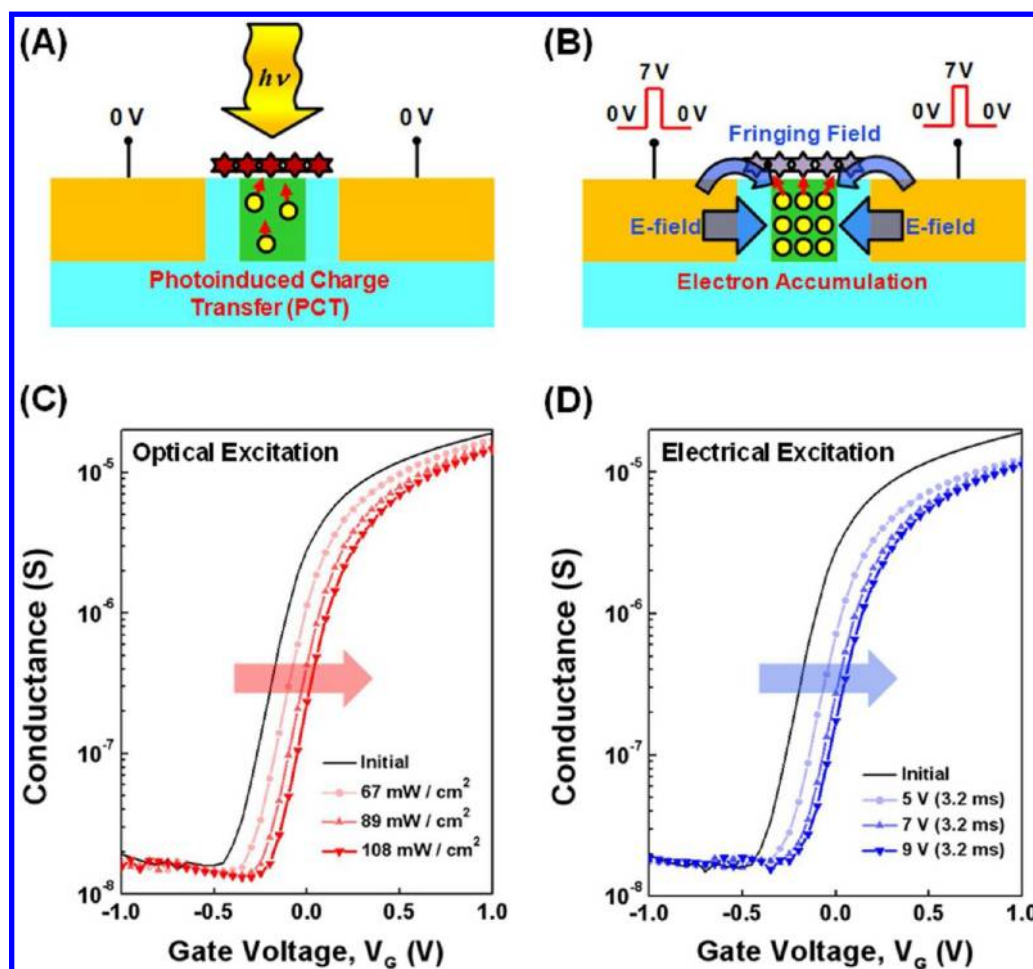 (A)
hν
0 V
0 V
Photoinduced Charge
Transfer (PCT)
(B)
7 V
0 V
0 V
7 V
0 V
0 V
Fringing Field
E-field
E-field
Electron Accumulation
(C)
Optical Excitation
Conductance (S)
10⁻⁵
10⁻⁶
10⁻⁷
10⁻⁸
Initial
67 mW / cm²
89 mW / cm²
108 mW / cm²
-1.0
-0.5
0.0
0.5
1.0
Gate Voltage, V_G (V)
(D)
Electrical Excitation
Conductance (S)
10⁻⁵
10⁻⁶
10⁻⁷
10⁻⁸
Initial
5 V (3.2 ms)
7 V (3.2 ms)
9 V (3.2 ms)
-1.0
-0.5
0.0
0.5
1.0
Gate Voltage, V_G (V)